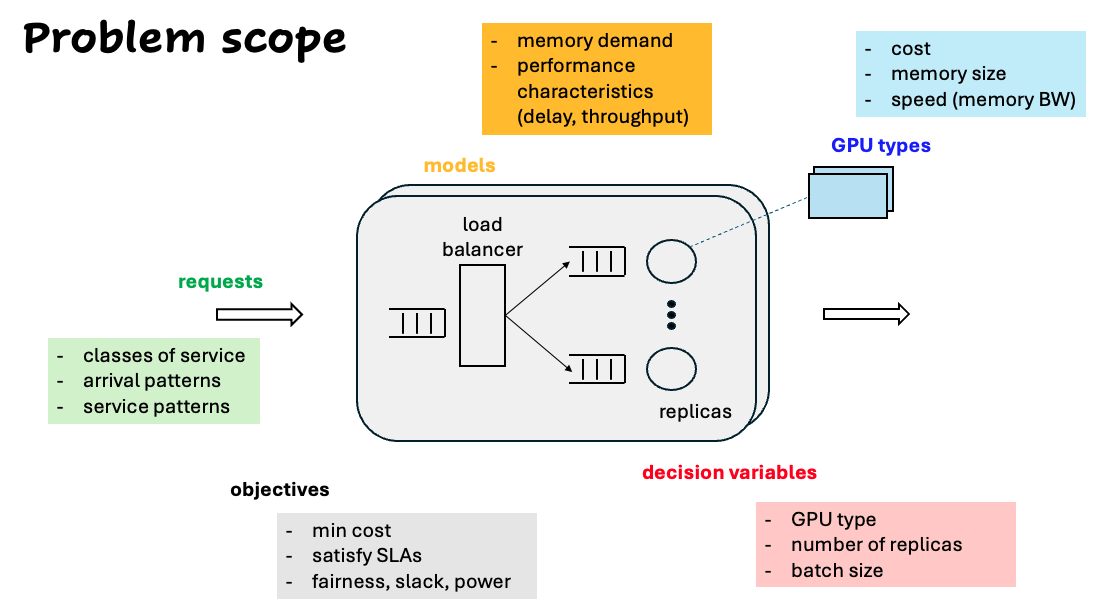 Problem scope
- memory demand
- performance
characteristics
(delay, throughput)
- cost
- memory size
- speed (memory BW)
GPU types
models
load
balancer
requests
- classes of service
- arrival patterns
- service patterns
replicas
decision variables
- GPU type
- number of replicas
- batch size
objectives
- min cost
- satisfy SLAs
- fairness, slack, power